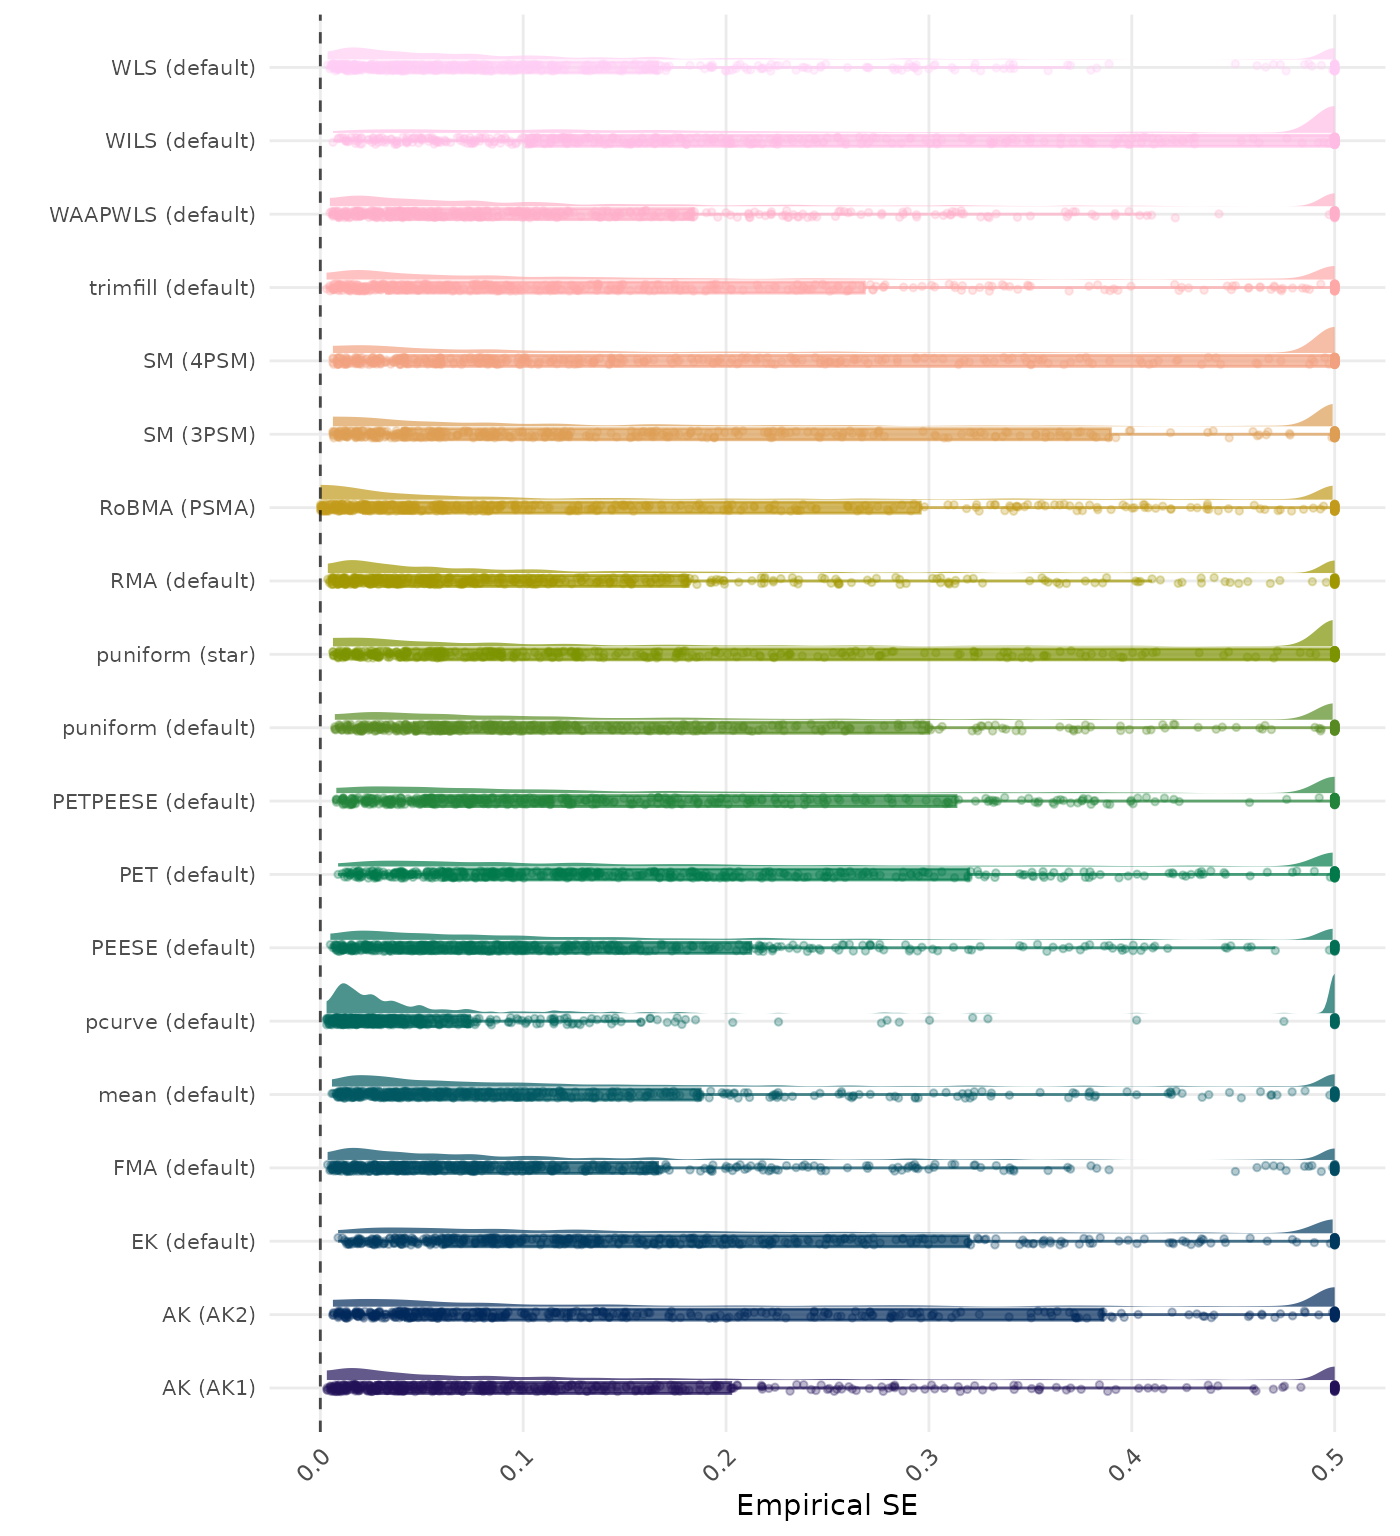 WLS (default)
WILS (default)
WAAPWLS (default)
trimfill (default)
SM (4PSM)
SM (3PSM)
RoBMA (PSMA)
RMA (default)
puniform (star)
puniform (default)
PETPEESE (default)
PET (default)
PEESE (default)
pcurve (default)
mean (default)
FMA (default)
EK (default)
AK (AK2)
AK (AK1)
0.0 0.1 0.2 0.3 0.4 0.5
Empirical SE